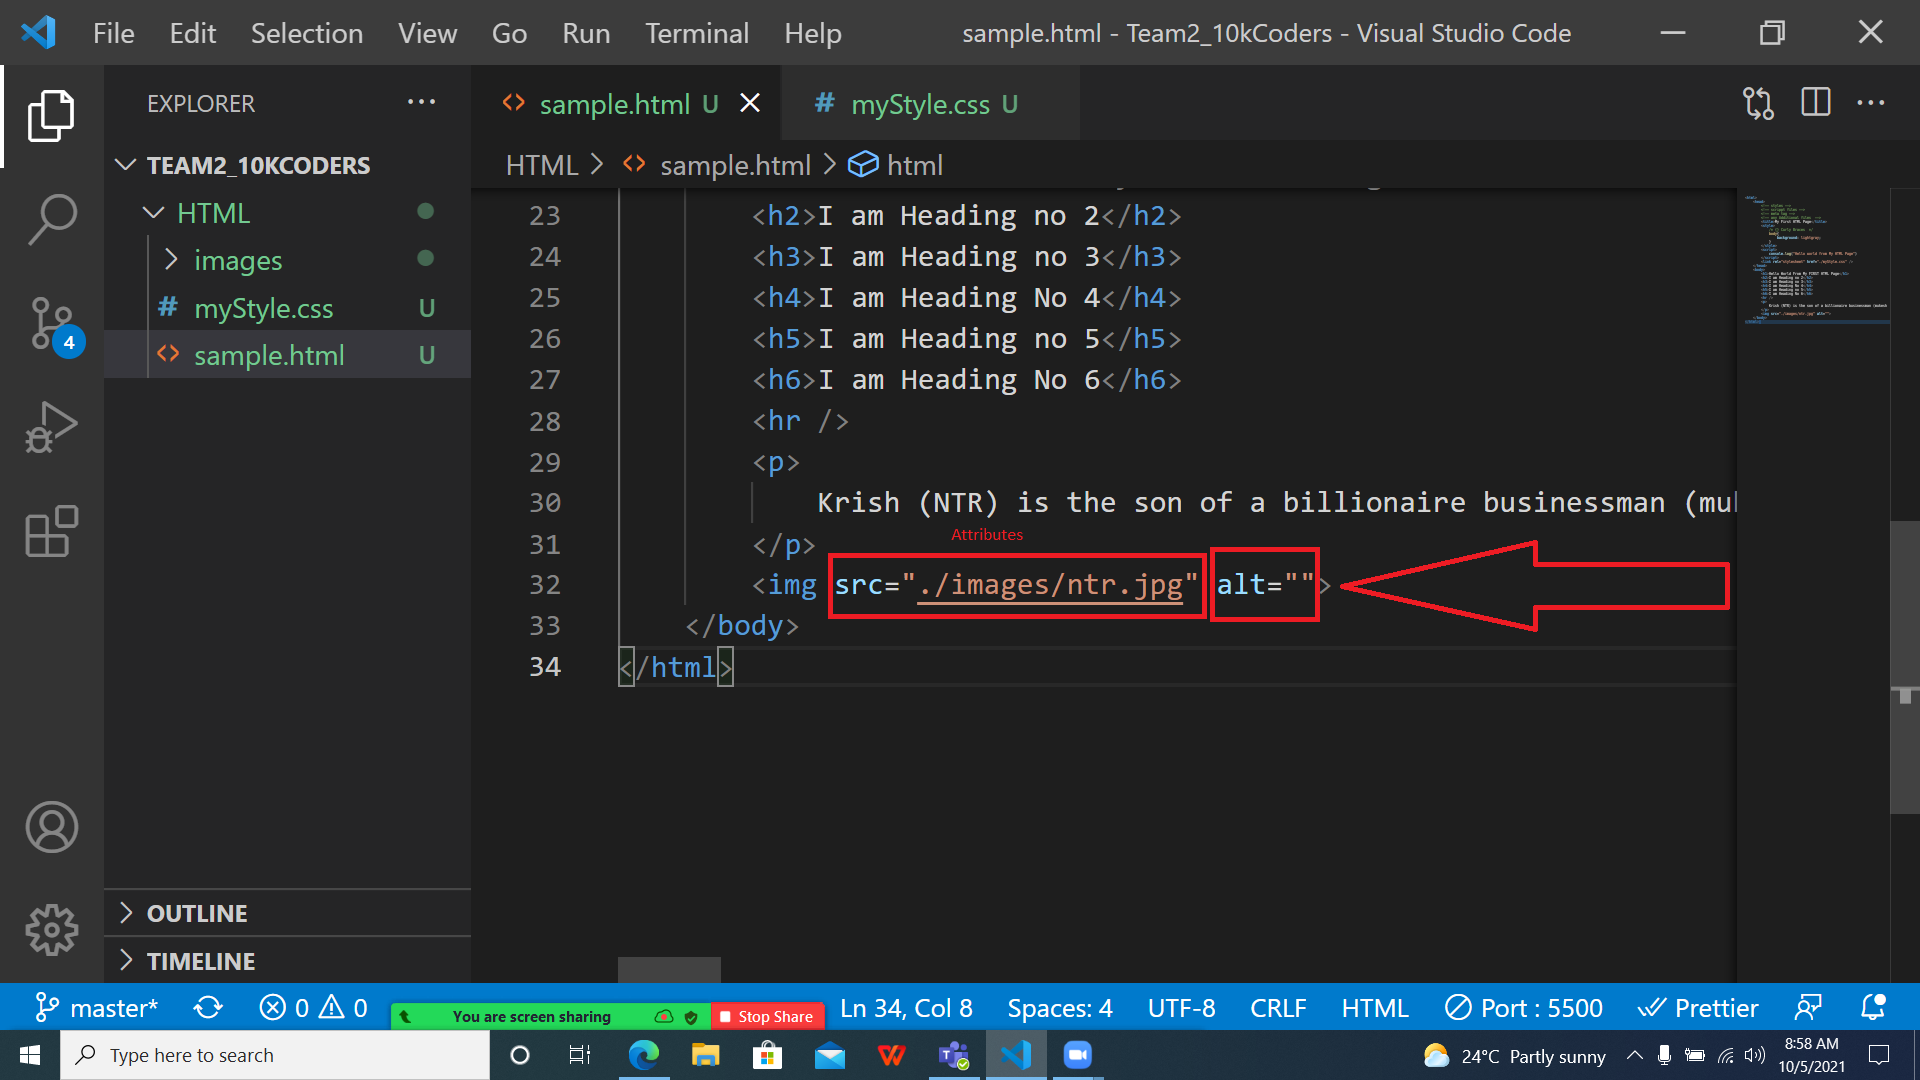 File Edit Selection View Go Run Terminal Help
sample.html - Team2_10kCoders - Visual Studio Code
EXPLORER
TEAM2_10KCODERS
HTML
images
myStyle.css U
sample.html U
4
OUTLINE
TIMELINE
sample.html U
myStyle.css U
HTML > sample.html > html
23 <h2>I am Heading no 2</h2>
24 <h3>I am Heading no 3</h3>
25 <h4>I am Heading No 4</h4>
26 <h5>I am Heading no 5</h5>
27 <h6>I am Heading No 6</h6>
28 <hr />
29 <p>
30 Krish (NTR) is the son of a billionaire businessman (mu
Attributes
31 </p>
32 <img src="./images/ntr.jpg" alt="">
33 </body>
34 </html>
master* 0 0
You are screen sharing
Stop Share
Ln 34, Col 8 Spaces: 4 UTF-8 CRLF HTML Port : 5500 Prettier
Type here to search
24°C Partly sunny
8:58 AM
10/5/2021